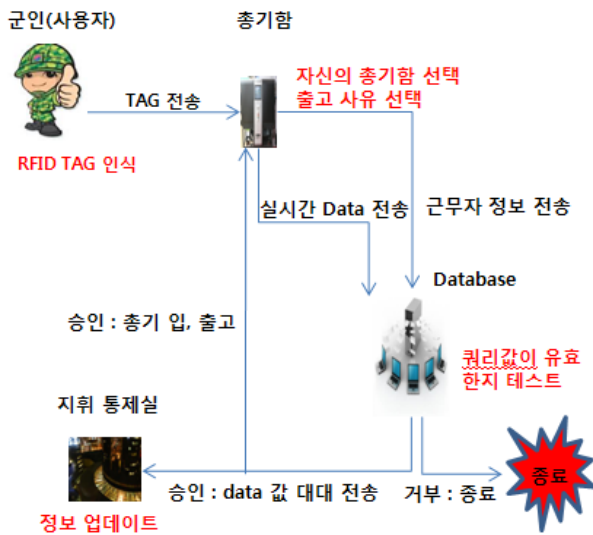 군인(사용자)
총기함
자신의 총기함 선택
출고 사유 선택
TAG 전송
RFID TAG 인식
실시간 Data 전송
근무자 정보 전송
Database
승인 : 총기 입, 출고
쿼리값이 유효
한지 테스트
지휘 통제실
종료
승인 : data 값 대대 전송
거부 : 종료
정보 업데이트